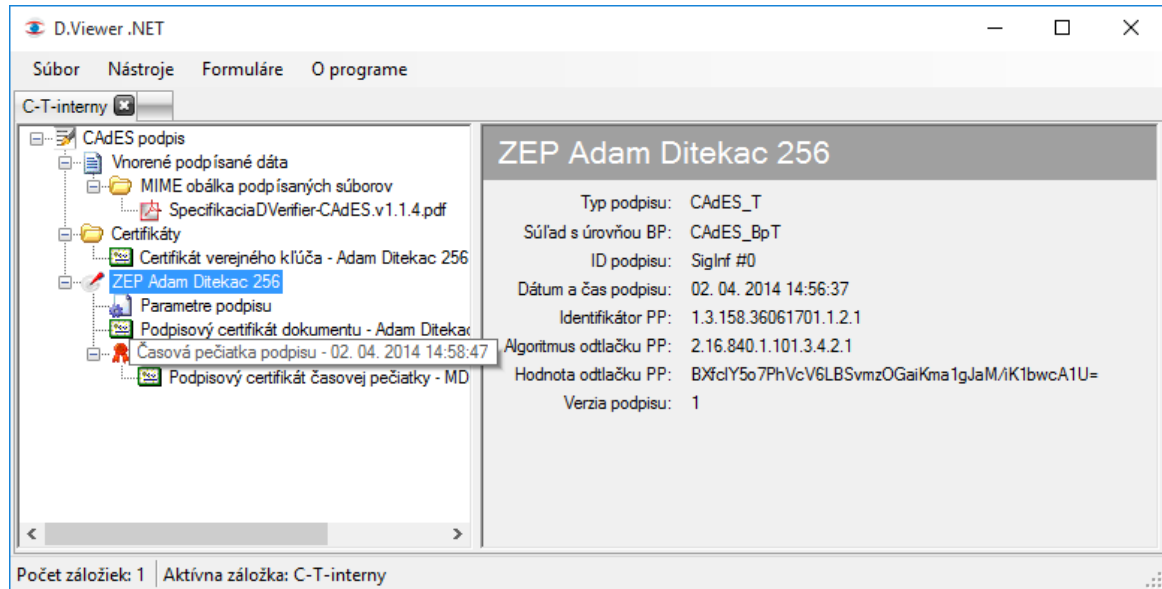 D.Viewer .NET
Súbor Nástroje Formuláre O programe
C-T-interny
CAdES podpis
Vnorené podpísané dáta
MIME obálka podpísaných súborov
SpecifikaciaDVerifier-CAdES.v1.1.4.pdf
Certifikáty
Certifikát verejného kľúča - Adam Ditekac 256
ZEP Adam Ditekac 256
Parametre podpisu
Podpisový certifikát dokumentu - Adam Ditekac
Časová pečiatka podpisu - 02. 04. 2014 14:58:47
Podpisový certifikát časovej pečiatky - MD
ZEP Adam Ditekac 256
Typ podpisu: CAdES_T
Súľad s úrovňou BP: CAdES_BpT
ID podpisu: SigInf #0
Dátum a čas podpisu: 02. 04. 2014 14:56:37
Identifikátor PP: 1.3.158.36061701.1.2.1
Algoritmus odtlačku PP: 2.16.840.1.101.3.4.2.1
Hodnota odtlačku PP: BXfclY5o7PhVcV6LBSvmzOGaiKma1gJaM/iK1bwcA1U=
Verzia podpisu: 1
Počet záložiek: 1 Aktívna záložka: C-T-interny